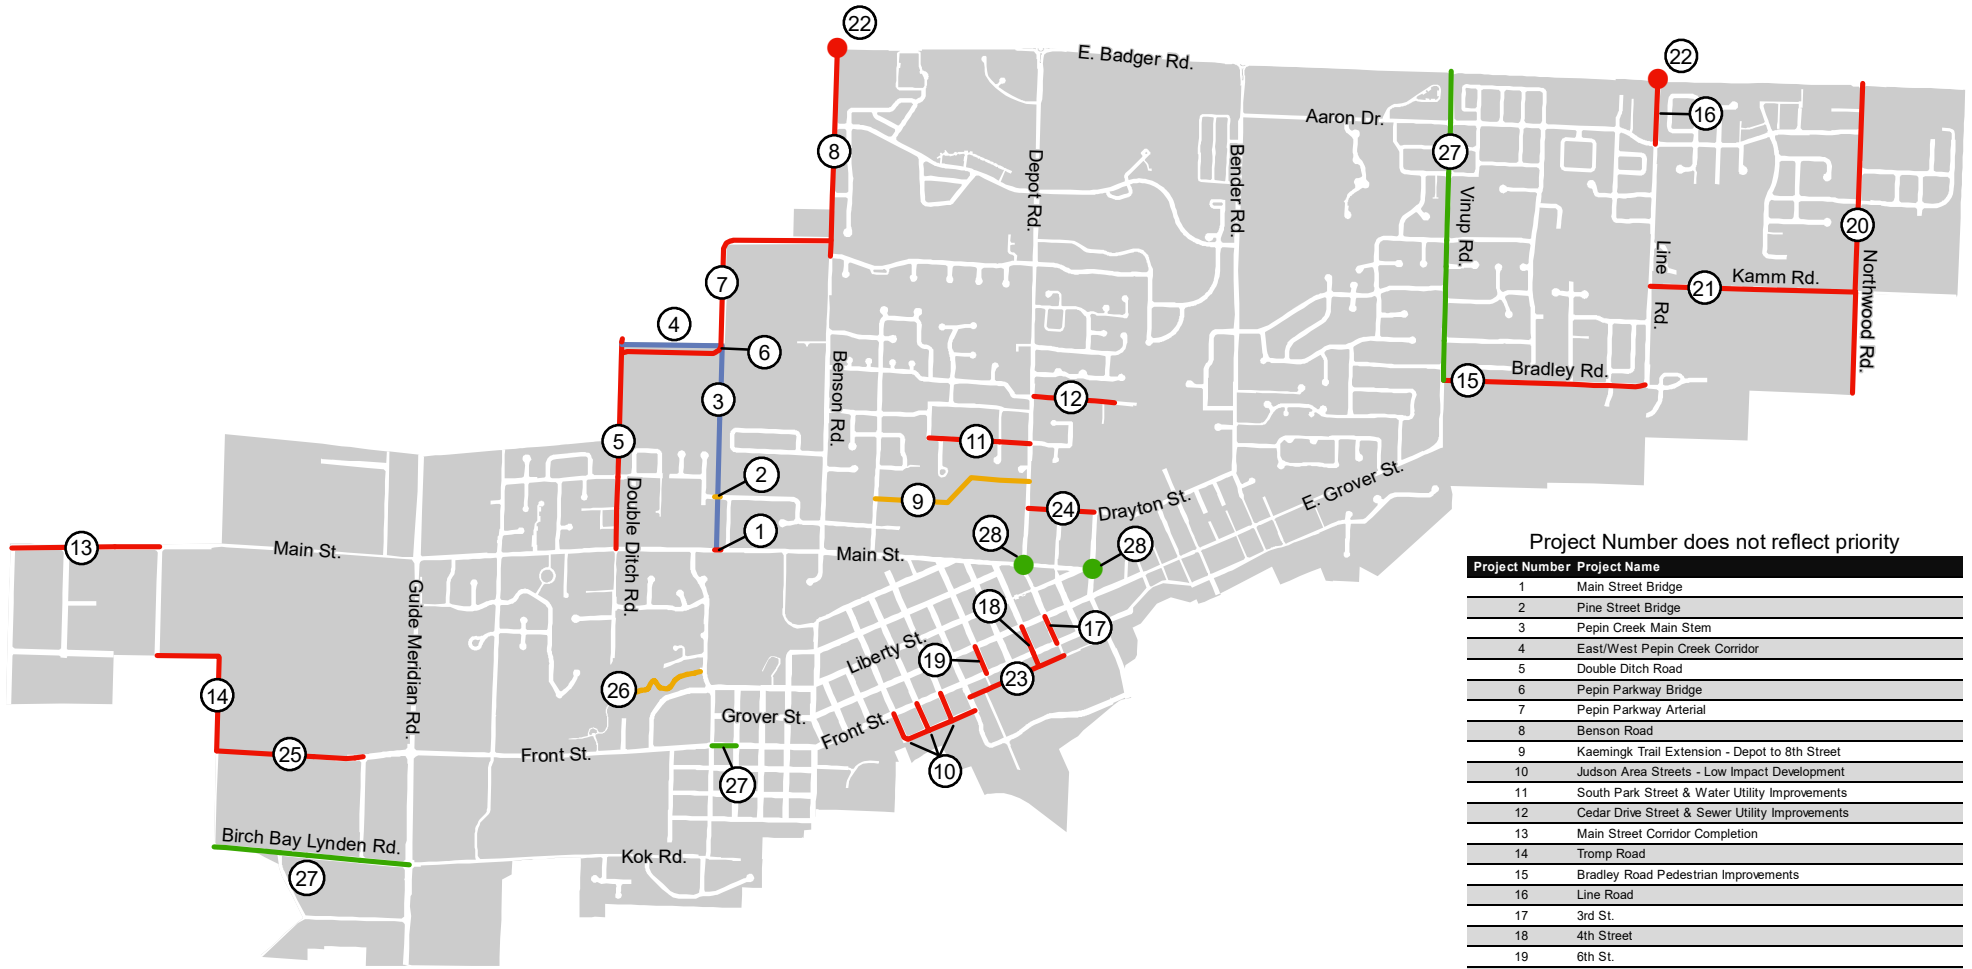 22
E. Badger Rd.
22
Aaron Dr.
16
8
27
Depot Rd.
Bender Rd.
Vinup Rd.
20
Line Rd.
Northwood Rd.
7
Kamm Rd.
21
4
6
Benson Rd.
Bradley Rd.
15
3
12
5
11
2
Double Ditch Rd.
9
24
Drayton St.
E. Grover St.
1
28
28
13
Main St.
Main St.
Guide Meridian Rd.
18
17
Liberty St.
19
23
26
14
Grover St.
Front St.
25
Front St.
10
27
Birch Bay Lynden Rd.
Kok Rd.
27
Project Number does not reflect priority
Project Number Project Name
1 Main Street Bridge
2 Pine Street Bridge
3 Pepin Creek Main Stem
4 East/West Pepin Creek Corridor
5 Double Ditch Road
6 Pepin Parkway Bridge
7 Pepin Parkway Arterial
8 Benson Road
9 Kaemingk Trail Extension - Depot to 8th Street
10 Judson Area Streets - Low Impact Development
11 South Park Street & Water Utility Improvements
12 Cedar Drive Street & Sewer Utility Improvements
13 Main Street Corridor Completion
14 Tromp Road
15 Bradley Road Pedestrian Improvements
16 Line Road
17 3rd St.
18 4th Street
19 6th St.